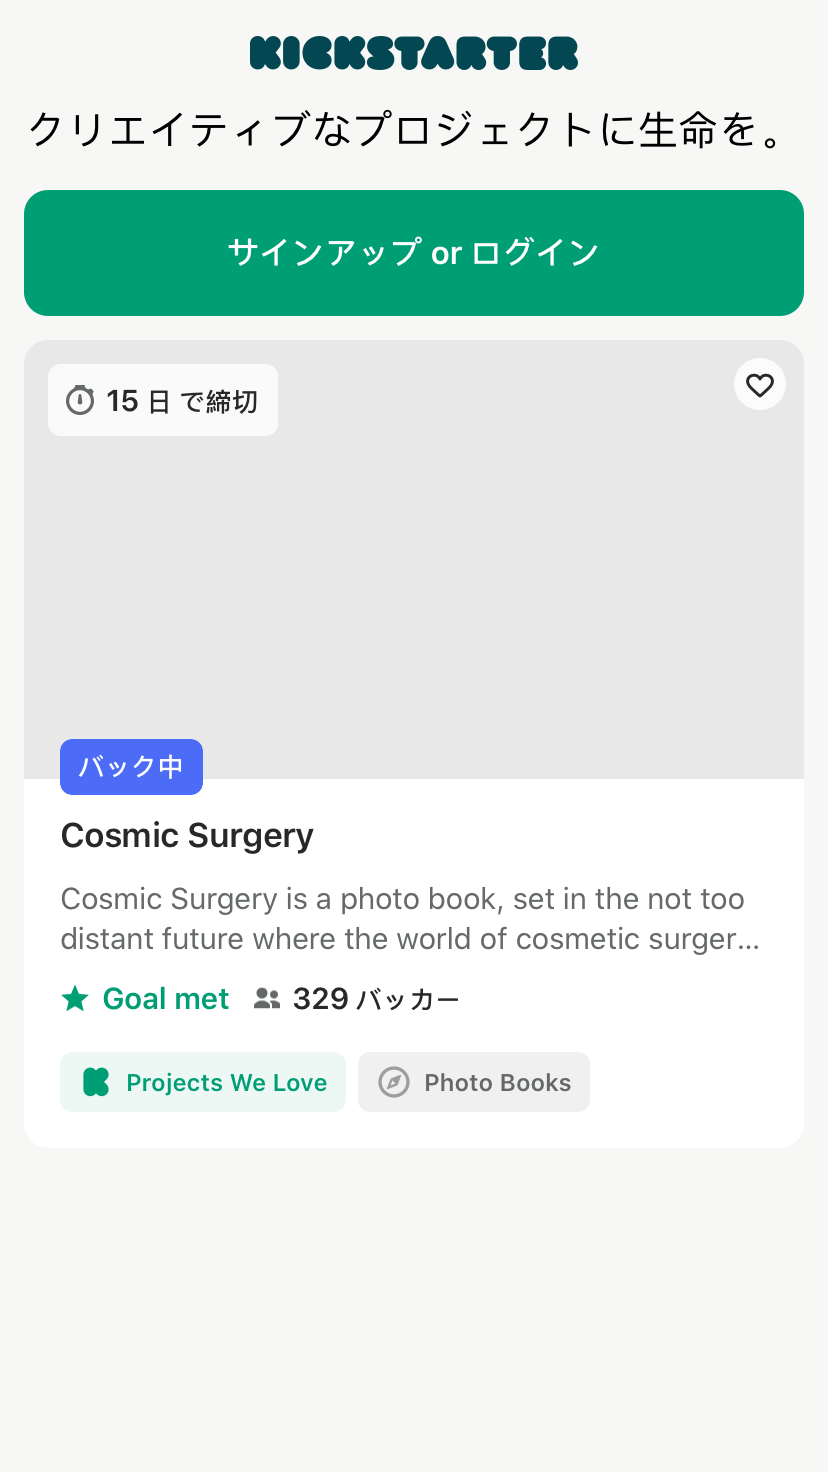 KICKSTARTER
クリエイティブなプロジェクトに生命を。
サインアップ or ログイン
15 日 で締切
バック中
Cosmic Surgery
Cosmic Surgery is a photo book, set in the not too
distant future where the world of cosmetic surger...
Goal met 329 バッカー
Projects We Love Photo Books